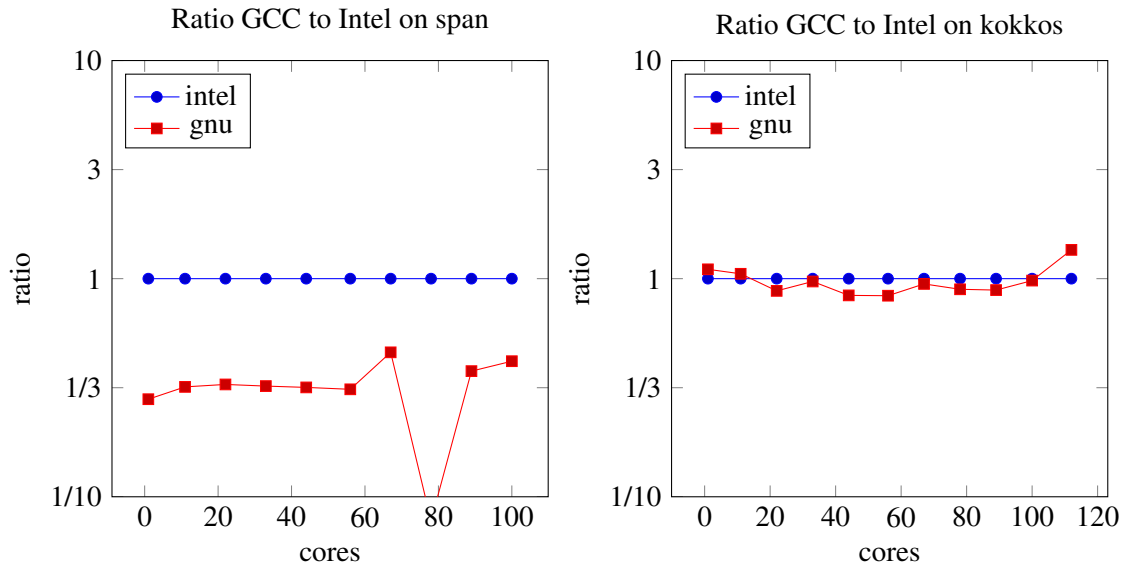 Ratio GCC to Intel on span
10
3
1
1/3
1/10
ratio
intel
gnu
0 20 40 60 80 100
cores
Ratio GCC to Intel on kokkos
10
3
1
1/3
1/10
ratio
intel
gnu
0 20 40 60 80 100 120
cores